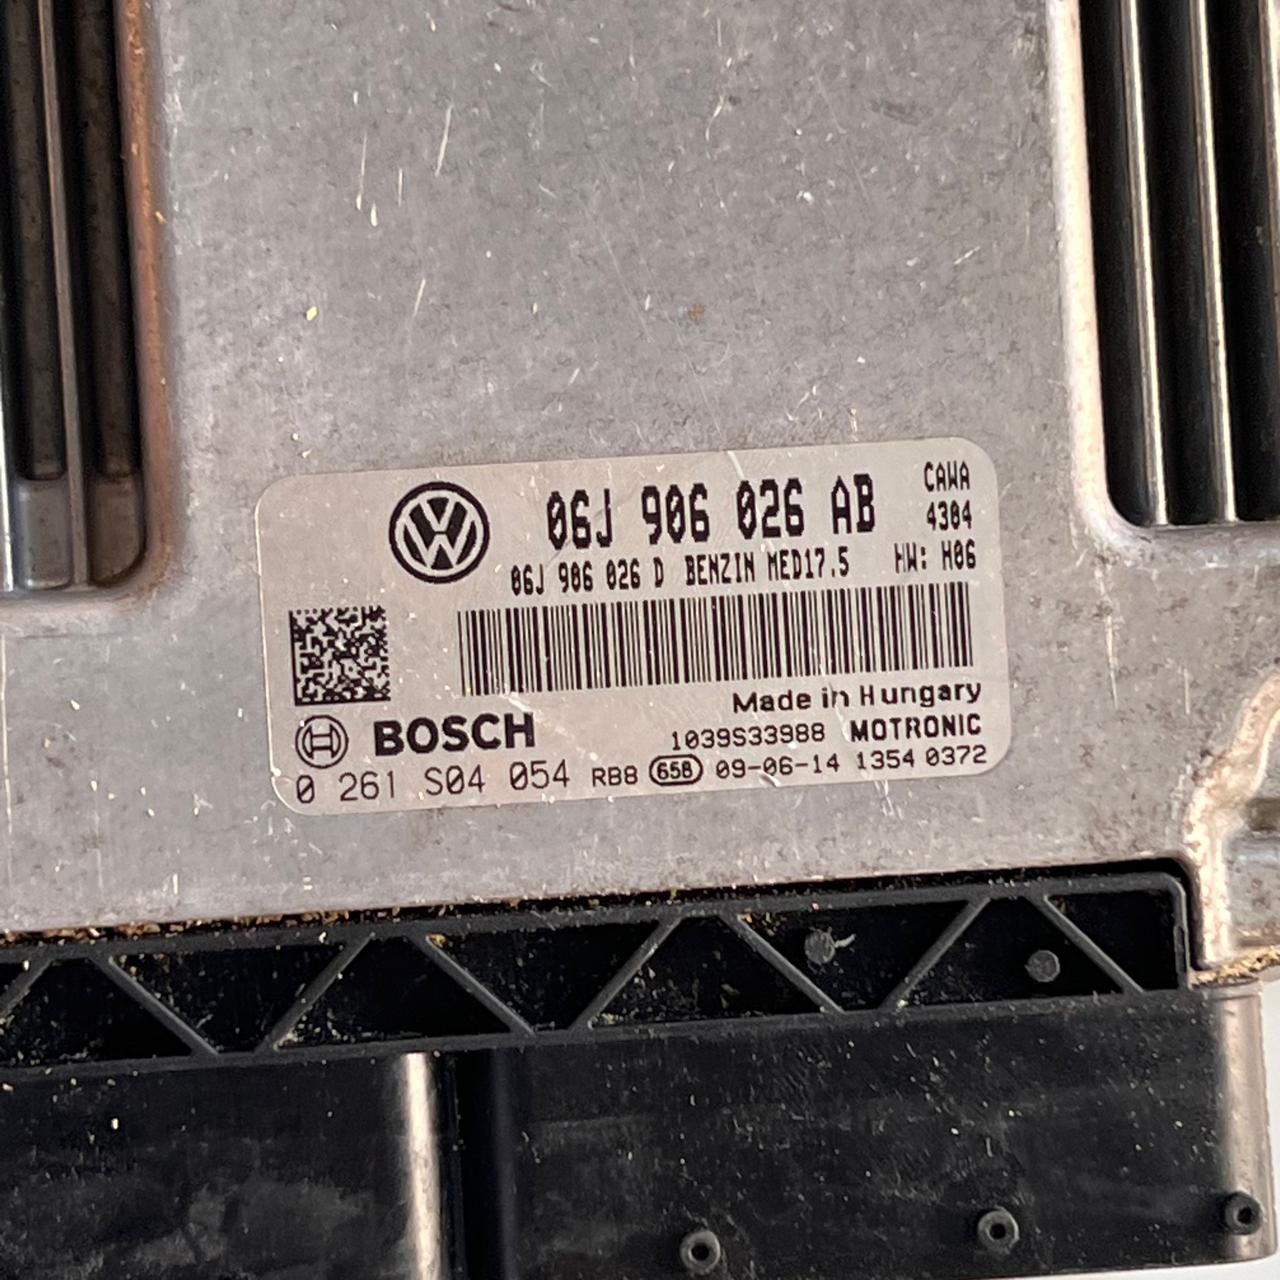 06J 906 026 AB CAWA
4304
06J 906 026 D BENZIN MED17.5 HW: H06
Made in Hungary
BOSCH 1039S33988 MOTRONIC
0 261 S04 054 RB8 658 09-06-14 1354 0372